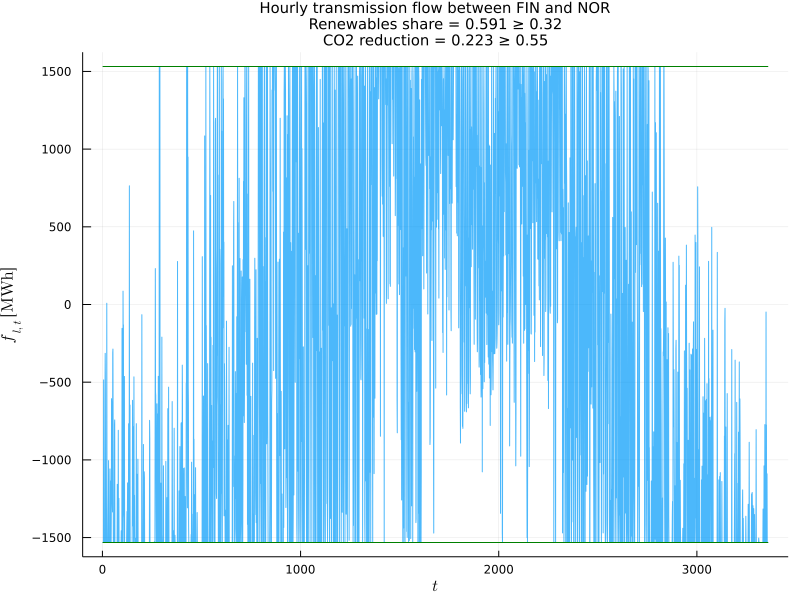 Hourly transmission flow between FIN and NOR
Renewables share = 0.591 ≥ 0.32
CO2 reduction = 0.223 ≥ 0.55
1500
1000
500
0
−500
−1000
−1500
f l,t [MWh]
0 1000 2000 3000
t